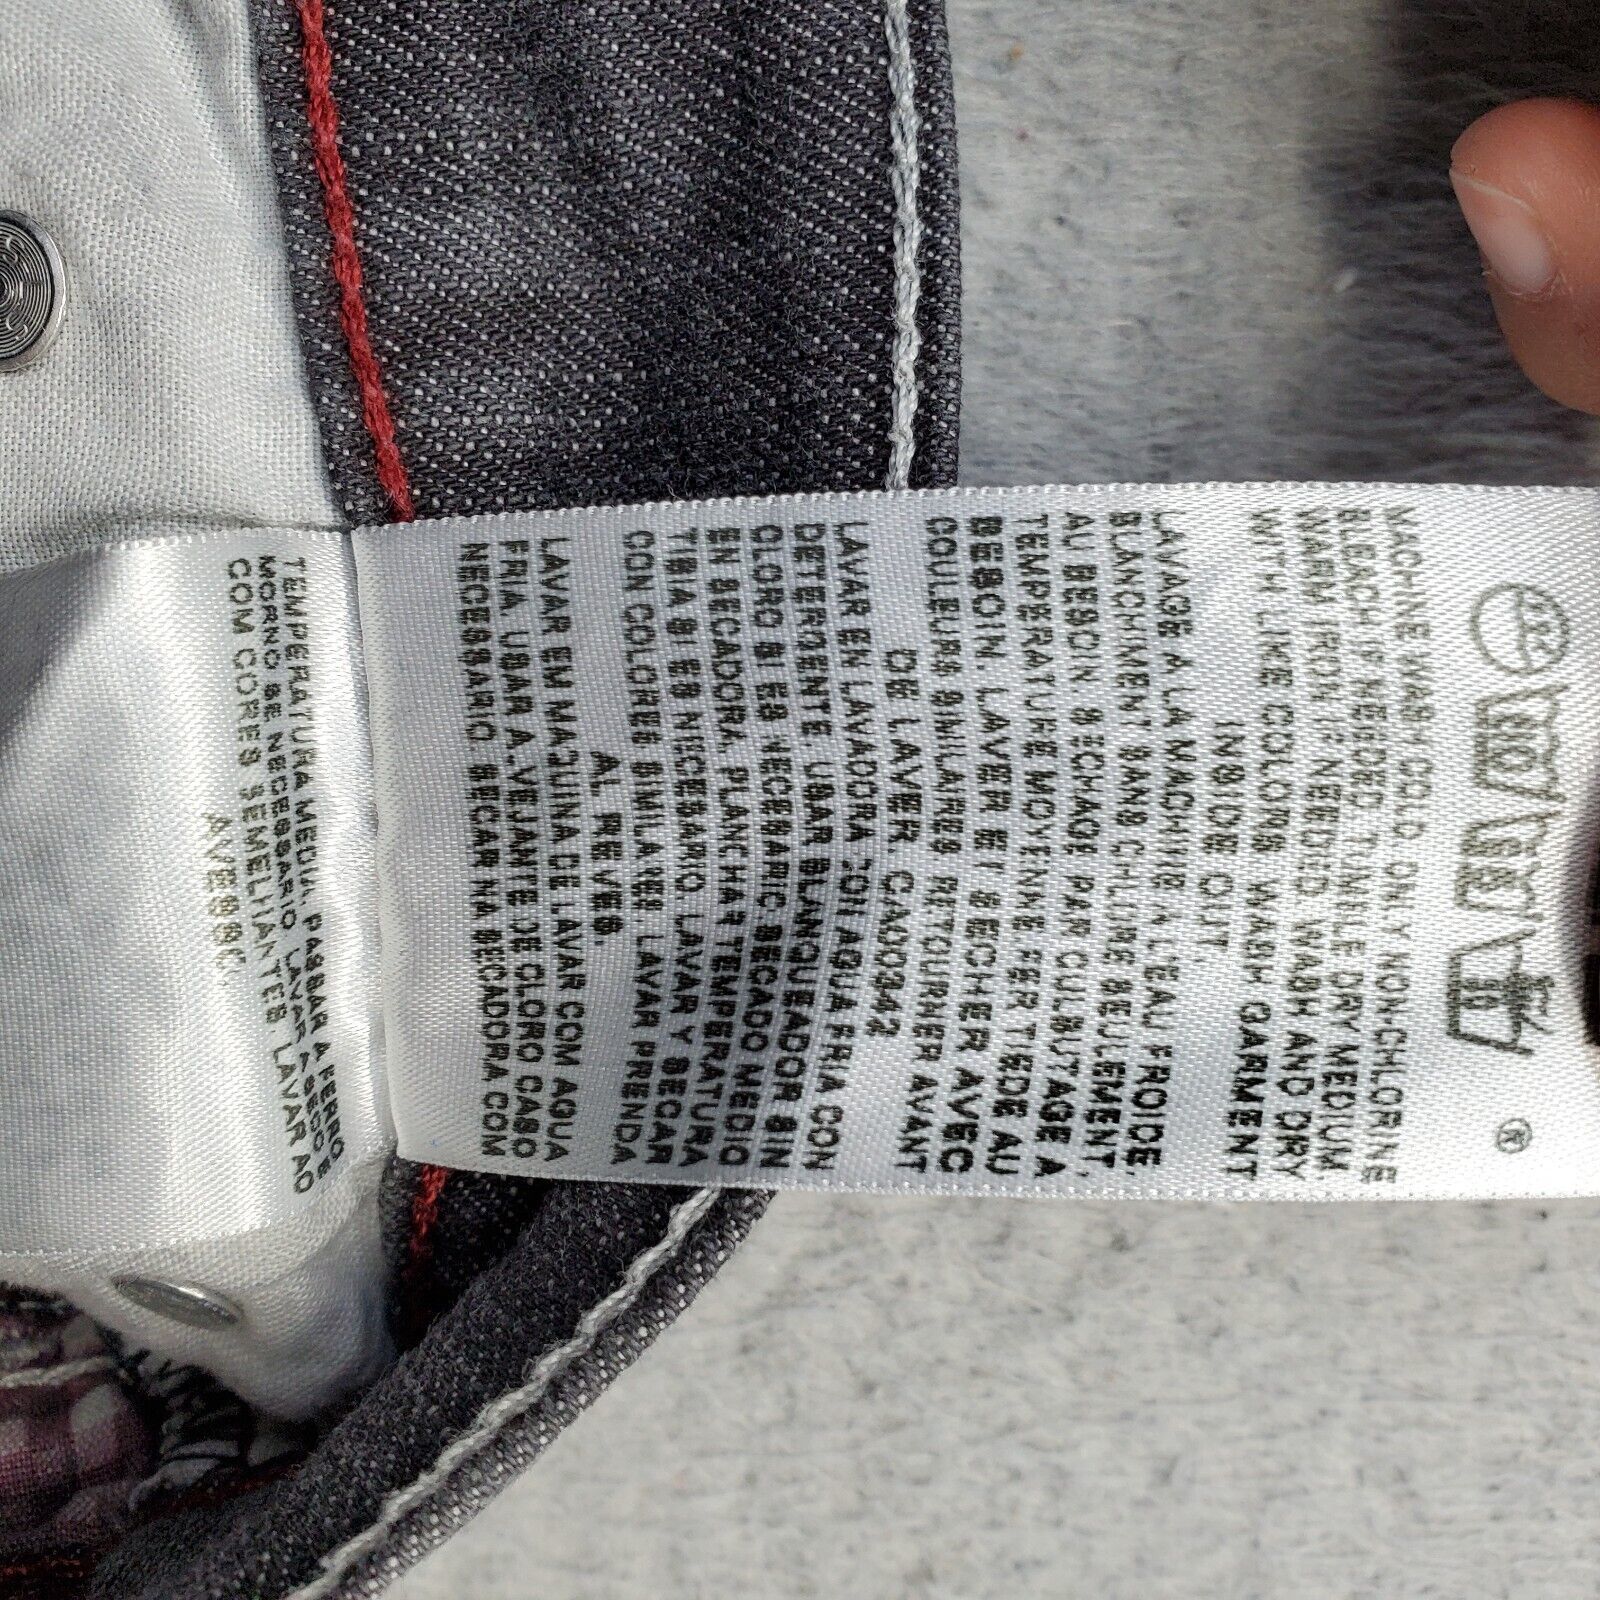 ®
MACHINE WASH COLD, ONLY NON-CHLORINE
BLEACH IF NEEDED, TUMBLE DRY MEDIUM,
WARM IRON IF NEEDED, WASH AND DRY
WITH LIKE COLORS. WASH GARMENT
INSIDE OUT
LAVAGE A LA MACHINE A L'EAU FROIDE
BLANCHIMENT SANS CHLORE SEULEMENT,
AU BESOIN. SECHAGE PAR CULBUTAGE A
TEMPERATURE MOYENNE FER TIEDE AU
BESOIN. LAVER ET SECHER AVEC
COULEURS SIMILAIRES RETOURNER AVANT
DE LAVER. CA00342
LAVAR EN LAVADORA CON AGUA FRIA CON
DETERGENTE. USAR BLANQUEADOR SIN
CLORO SI ES NECESARIO.SECADO MEDIO
EN SECADORA, PLANCHAR TEMPERATURA
TIBIA SI ES NECESARIO. LAVAR Y SECAR
CON COLORES SIMILARES. LAVAR PRENDA
AL REVES.
LAVAR EM MAQUINA DE LAVAR COM AGUA
FRIA, USAR ALVEJANTE DE CLORO CASO
NECESSARIO. SECAR NA SECADORA COM
TEMPERATURA MEDIA. PASSAR A FERRO
MORNO SE NECESSARIO. LAVAR A SECO E
COM CORES SEMELHANTES LAVAR AO
AVESSO.